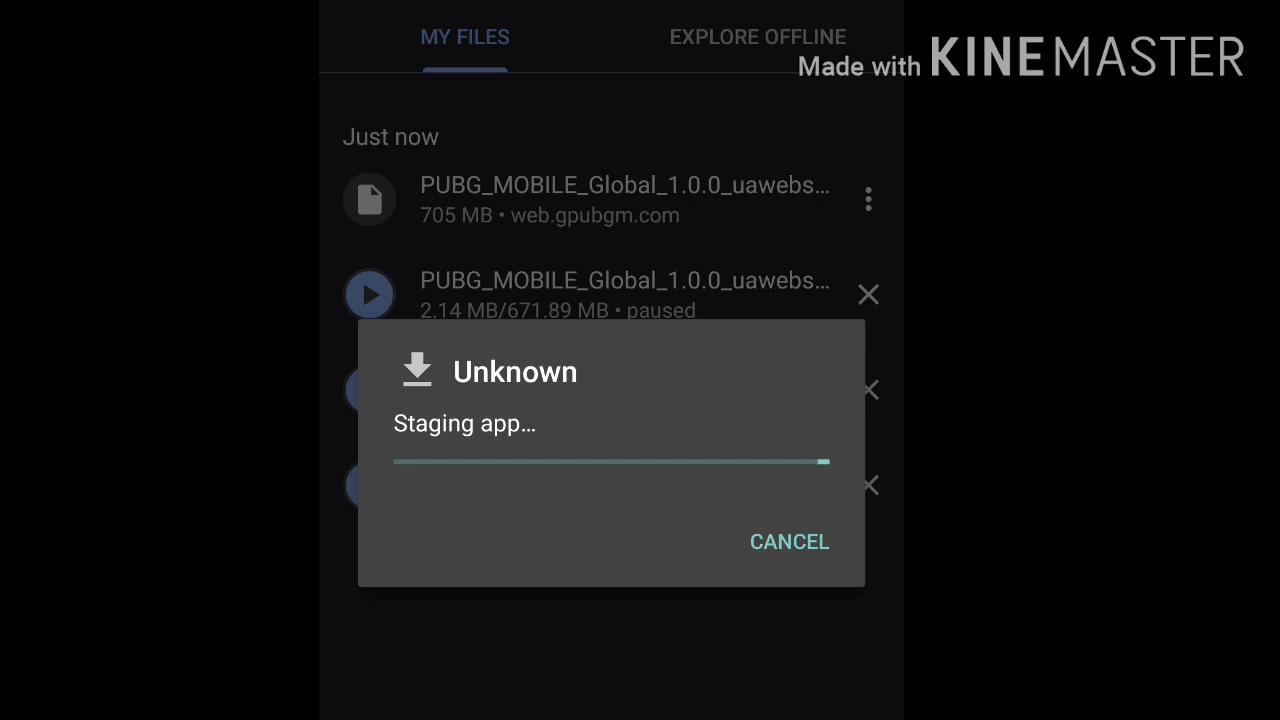 MY FILES
EXPLORE OFFLINE
Made with KINEMASTER
Just now
PUBG_MOBILE_Global_1.0.0_uawebs...
705 MB • web.gpubgm.com
PUBG_MOBILE_Global_1.0.0_uawebs...
2.14 MB/671.89 MB • paused
Unknown
Staging app...
CANCEL